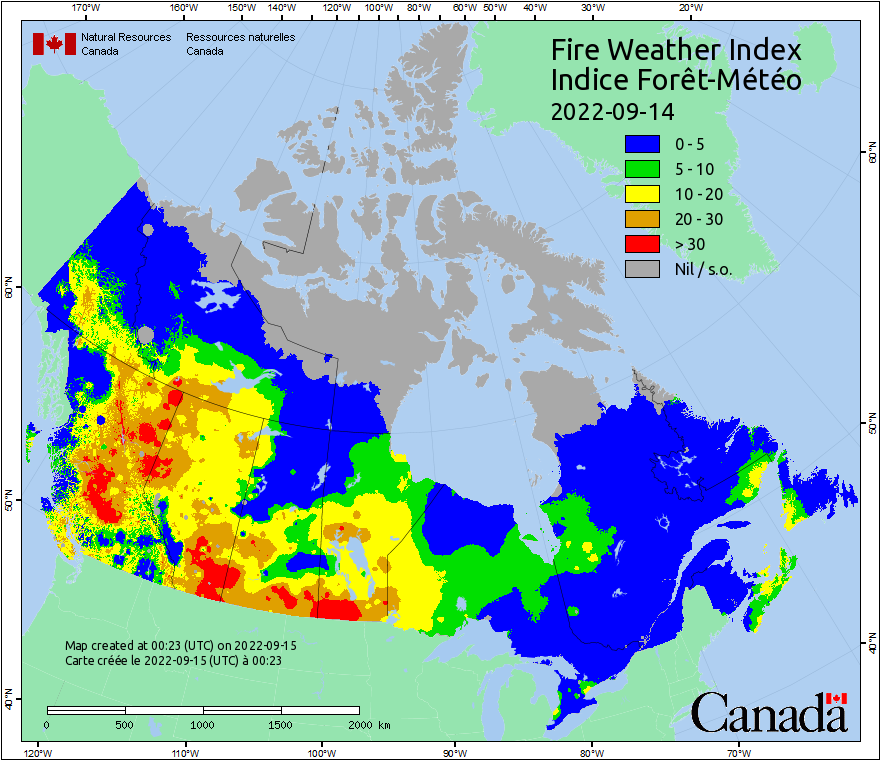 170°W 160°W 150°W 140°W 120°W 100°W 80°W 60°W 50°W 40°W 30°W 20°W
Natural Resources Ressources naturelles
Canada Canada
Fire Weather Index
Indice Forêt-Météo
2022-09-14
0 - 5
5 - 10
10 - 20
20 - 30
> 30
Nil / s.o.
60°N
60°N
50°N
50°N
40°N
40°N
Map created at 00:23 (UTC) on 2022-09-15
Carte créée le 2022-09-15 (UTC) à 00:23
0 500 1000 1500 2000 km
Canada
120°W 110°W 100°W 90°W 80°W 70°W